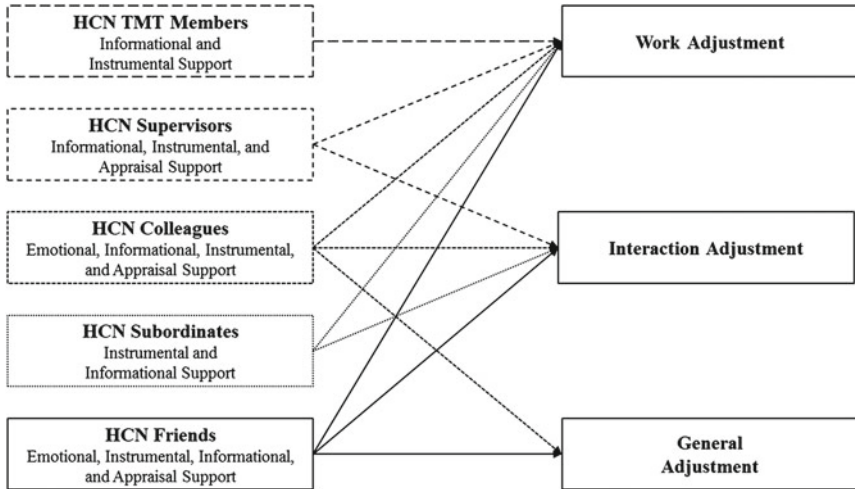 HCN TMT Members
Informational and
Instrumental Support
Work Adjustment
HCN Supervisors
Informational, Instrumental, and
Appraisal Support
HCN Colleagues
Emotional, Informational, Instrumental,
and Appraisal Support
Interaction Adjustment
HCN Subordinates
Instrumental and
Informational Support
HCN Friends
Emotional, Instrumental, Informational,
and Appraisal Support
General
Adjustment